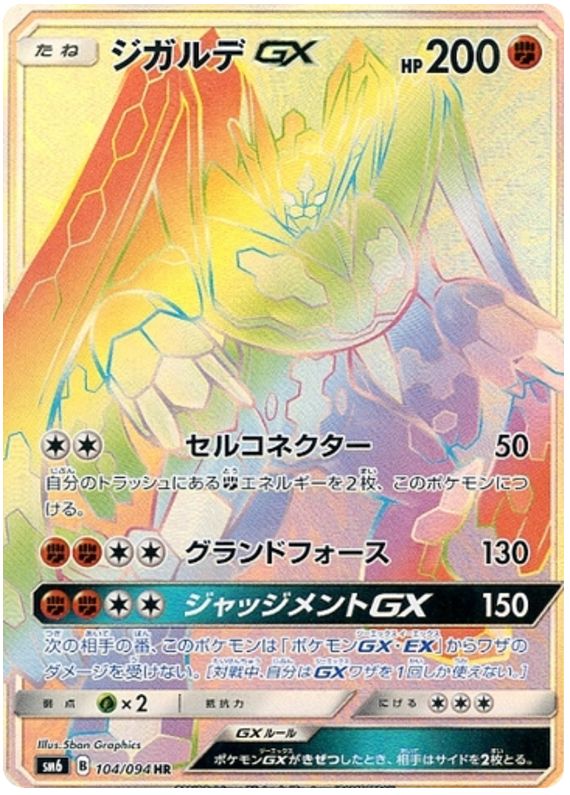 たね ジガルデGX HP200
セルコネクター 50
自分のトラッシュにあるエネルギーを2枚、このポケモンにつ
ける。
グランドフォース 130
ジャッジメントGX 150
次の相手の番、このポケモンは「ポケモンGX・EX」からワザの
ダメージを受けない。[対戦中、自分はGXワザを1回しか使えない。]
弱点 ×2 抵抗力 にげる
GXルール
Illus. 5ban Graphics
ポケモンGXがきぜつしたとき、相手はサイドを2枚とる。
SM6 B 104/094 HR